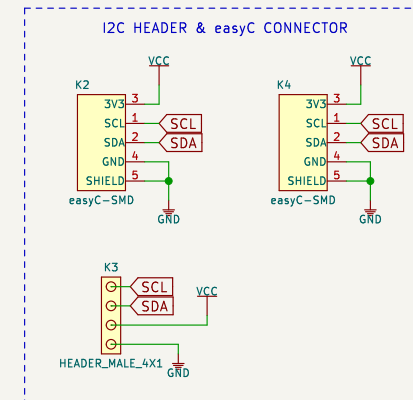 I2C HEADER & easyC CONNECTOR
K2
VCC
3V3 3
SCL 1 SCL
SDA 2 SDA
GND 4
SHIELD 5
easyC-SMD
GND
K4
VCC
3V3 3
SCL 1 SCL
SDA 2 SDA
GND 4
SHIELD 5
easyC-SMD
GND
K3
SCL
VCC
SDA
HEADER_MALE_4X1
GND